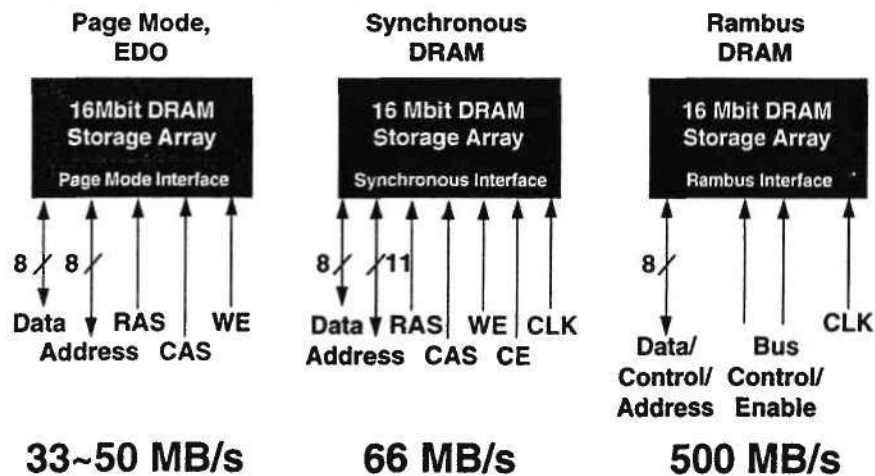 Page Mode,
EDO
16Mbit DRAM
Storage Array
Page Mode Interface
8
8
Data
Address
RAS
CAS
WE
33~50 MB/s
Synchronous
DRAM
16 Mbit DRAM
Storage Array
Synchronous Interface
8
11
Data
Address
RAS
CAS
WE
CE
CLK
66 MB/s
Rambus
DRAM
16 Mbit DRAM
Storage Array
Rambus Interface
8
Data/
Control/
Address
Bus
Control/
Enable
CLK
500 MB/s